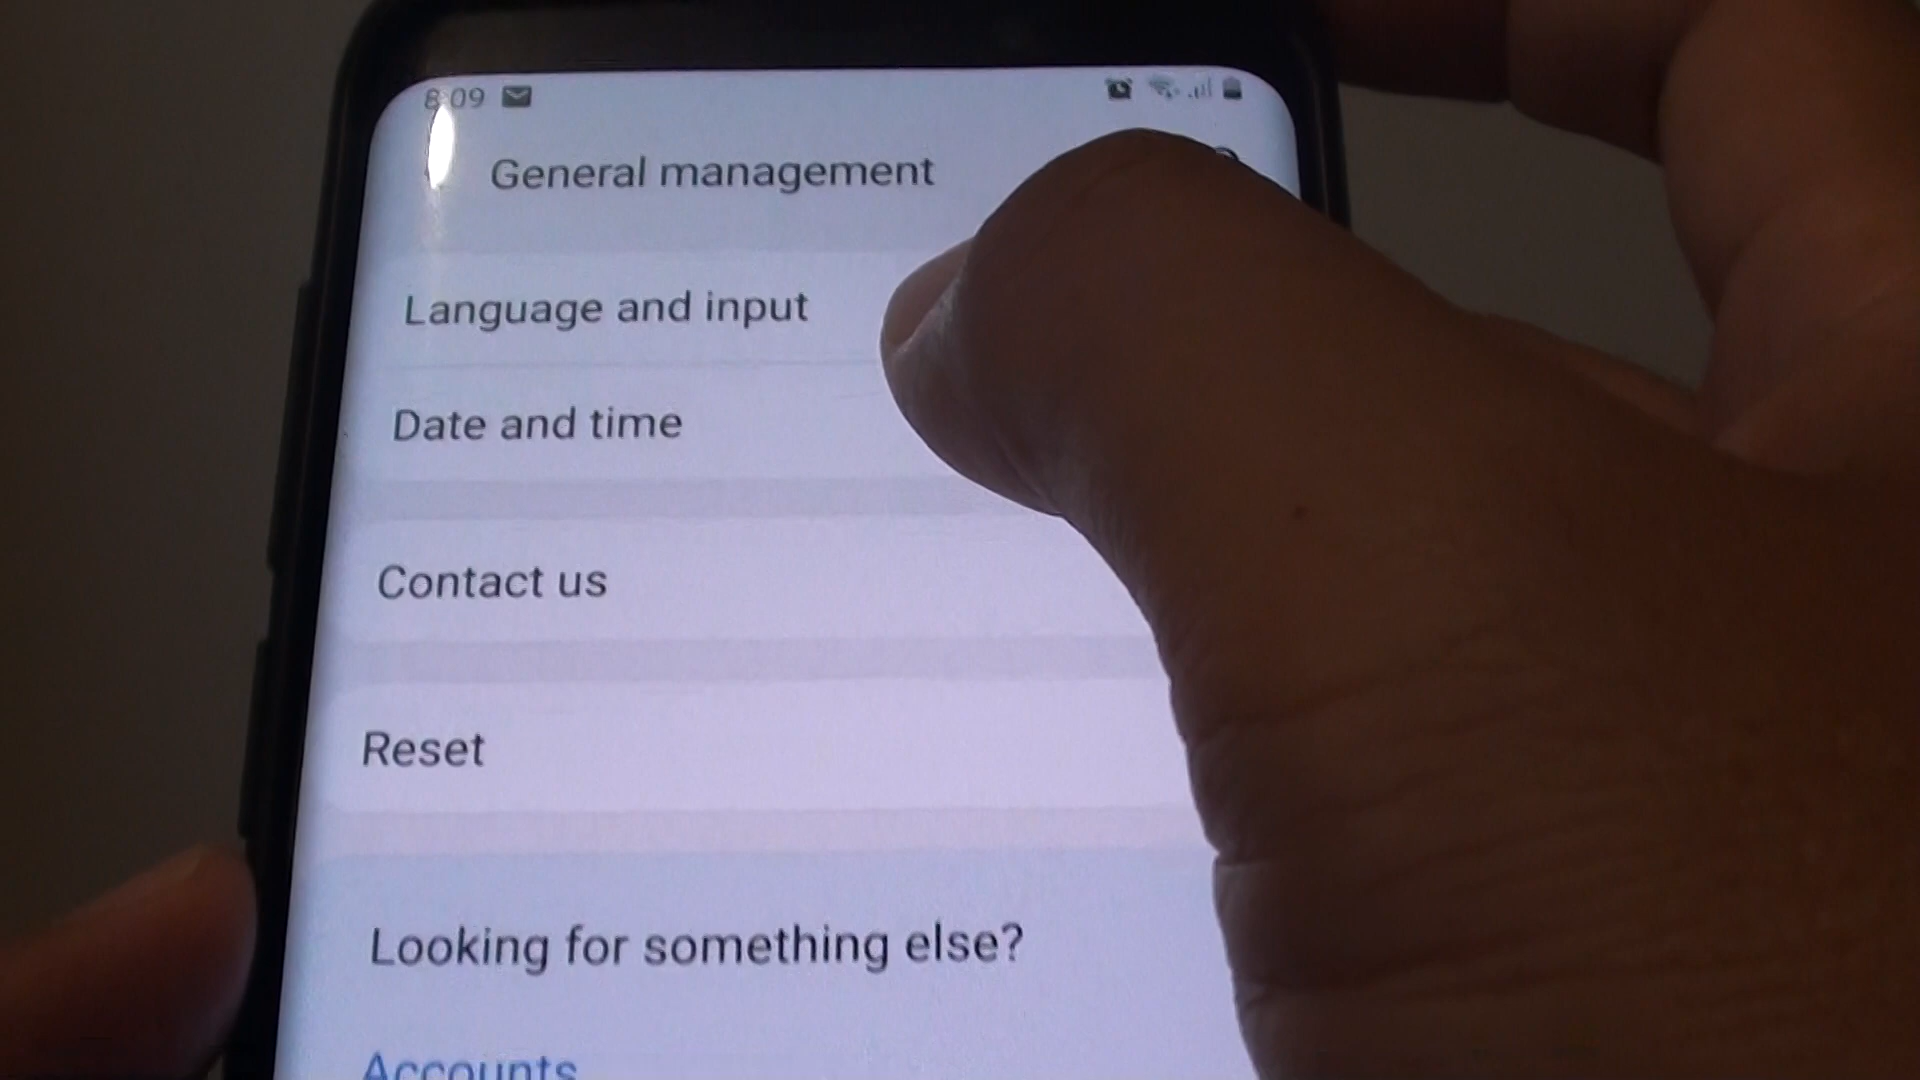 8:09
General management
Language and input
Date and time
Contact us
Reset
Looking for something else?
Accounts